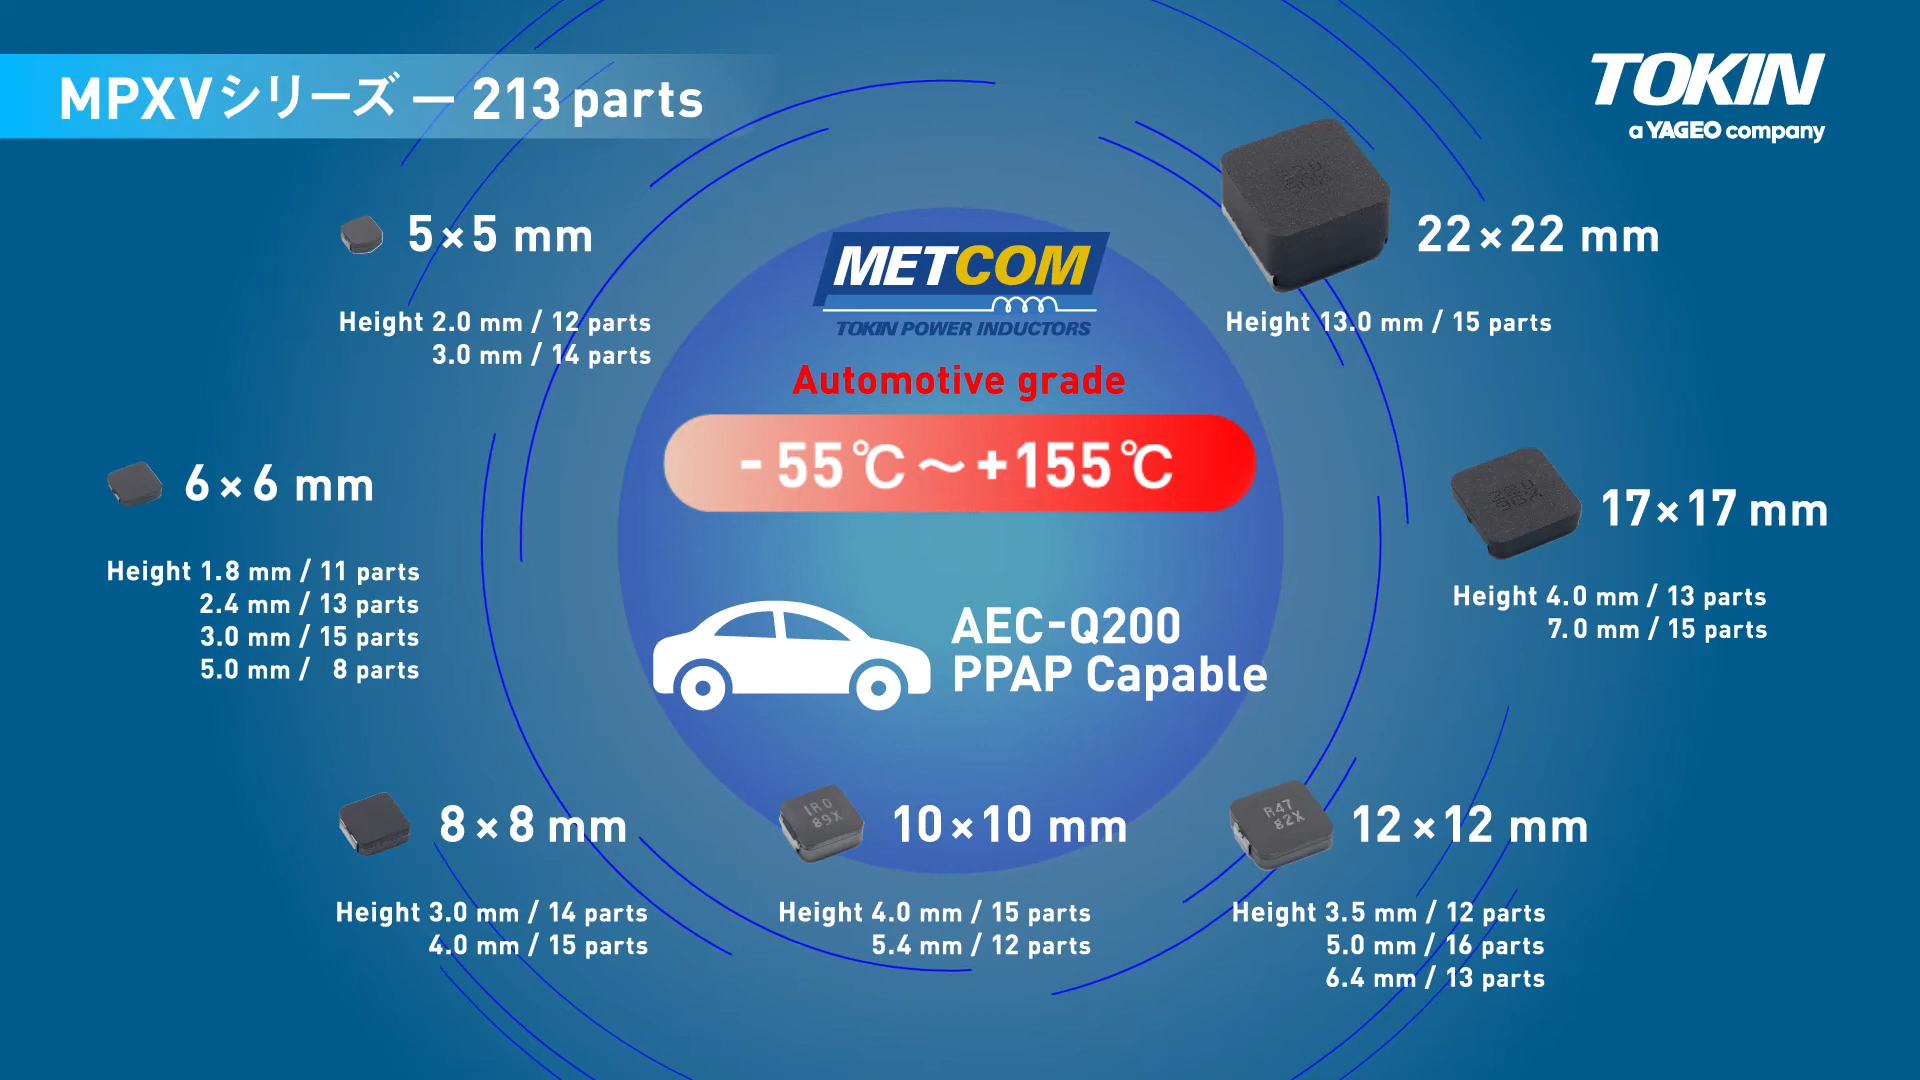 MPXVシリーズ — 213 parts
TOKIN
a YAGEO company
5×5 mm
Height 2.0 mm / 12 parts
3.0 mm / 14 parts
METCOM
TOKIN POWER INDUCTORS
Automotive grade
-55℃～+155℃
AEC-Q200
PPAP Capable
22×22 mm
Height 13.0 mm / 15 parts
6×6 mm
Height 1.8 mm / 11 parts
2.4 mm / 13 parts
3.0 mm / 15 parts
5.0 mm / 8 parts
17×17 mm
Height 4.0 mm / 13 parts
7.0 mm / 15 parts
8×8 mm
Height 3.0 mm / 14 parts
4.0 mm / 15 parts
1R0
89X
10×10 mm
Height 4.0 mm / 15 parts
5.4 mm / 12 parts
R47
82X
12×12 mm
Height 3.5 mm / 12 parts
5.0 mm / 16 parts
6.4 mm / 13 parts